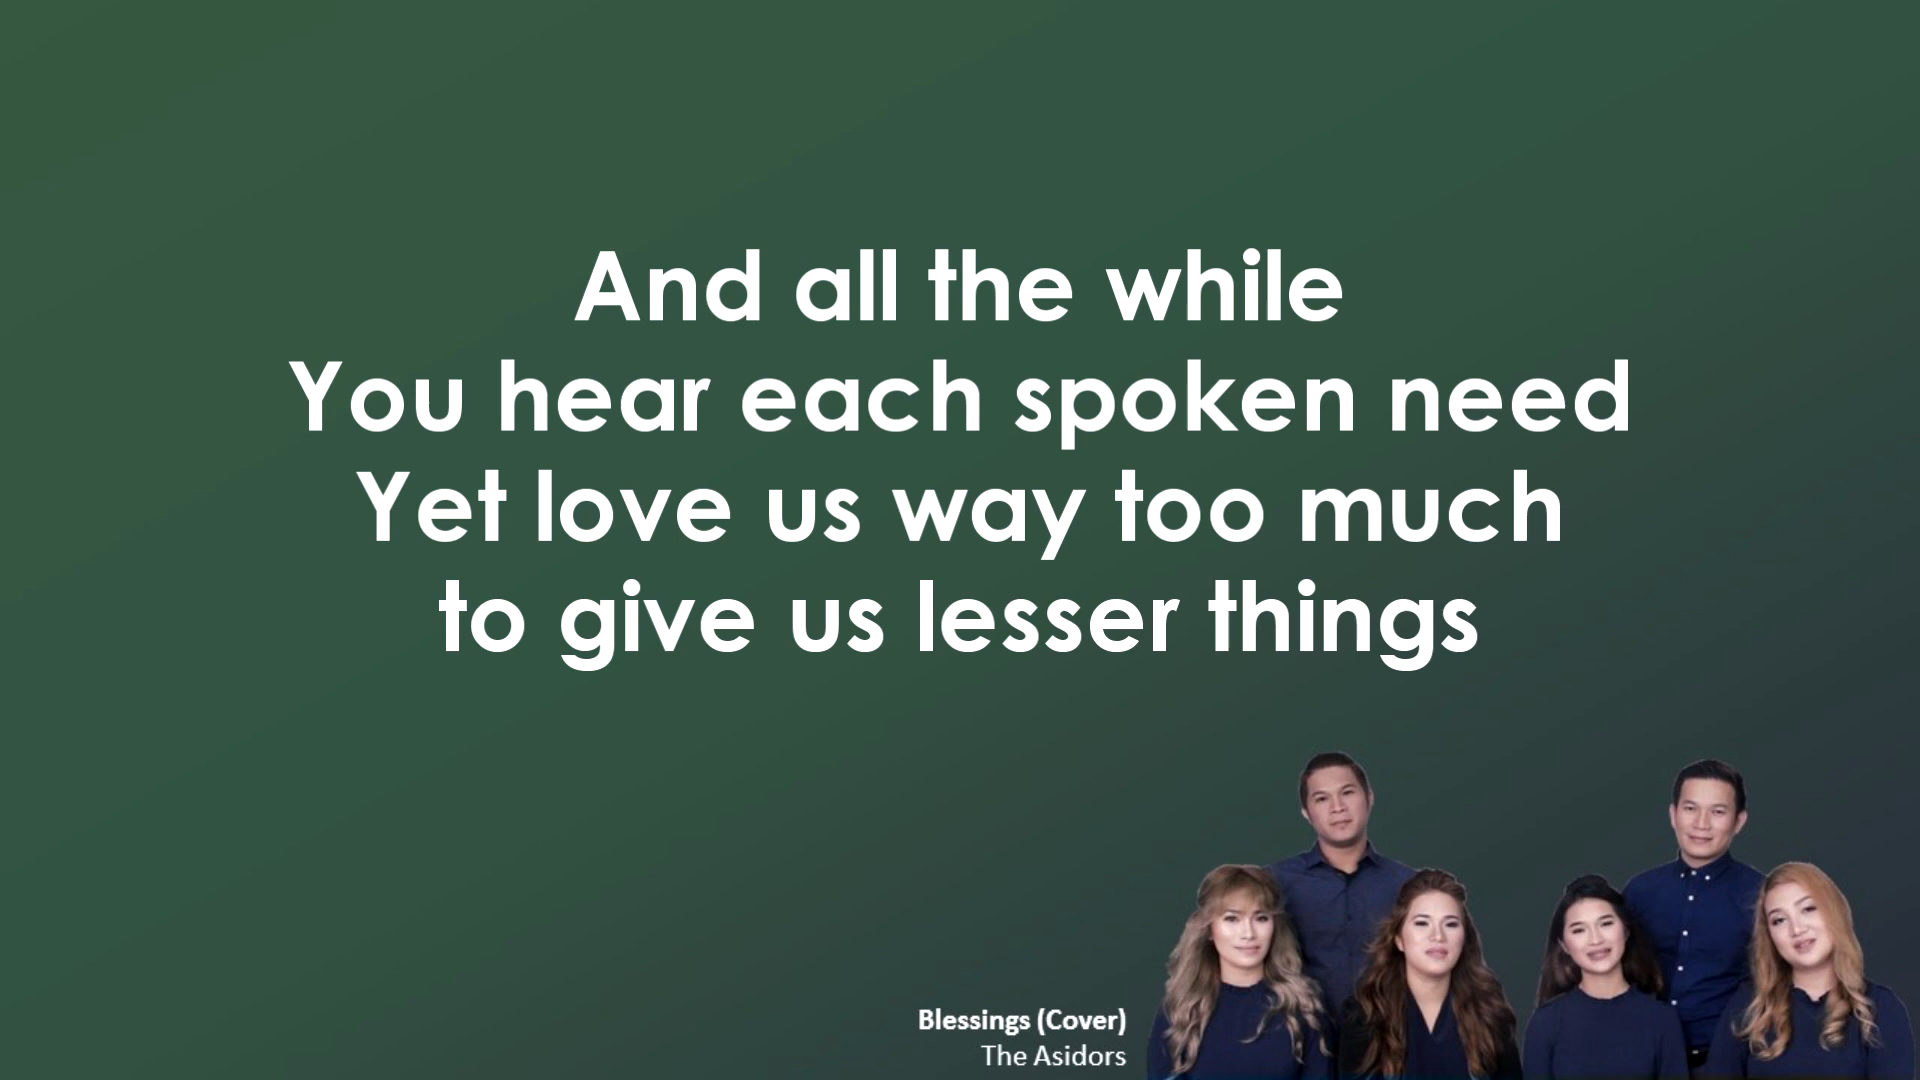 And all the while
You hear each spoken need
Yet love us way too much
to give us lesser things
Blessings (Cover)
The Asidors